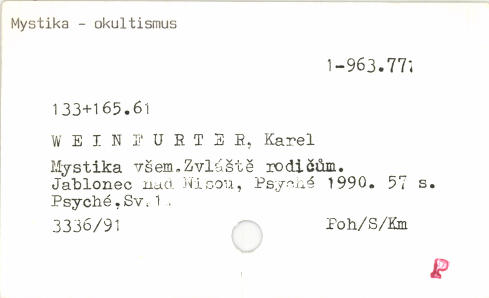 Mystika - okultismus
1-963.771
133+165.61
W E I N F U R T E R, Karel
Mystika všem.Zvláště rodičům.
Jablonec nad Nisou, Psyché 1990. 57 s.
Psyché.Sv.1.
3336/91 Poh/S/Km
P